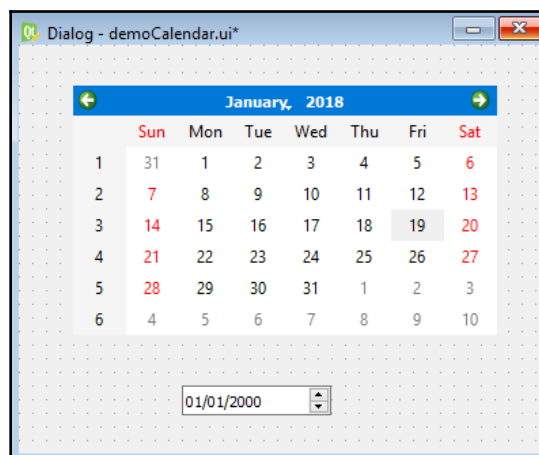 Dialog - demoCalendar.ui*
January, 2018
Sun Mon Tue Wed Thu Fri Sat
1 31 1 2 3 4 5 6
2 7 8 9 10 11 12 13
3 14 15 16 17 18 19 20
4 21 22 23 24 25 26 27
5 28 29 30 31 1 2 3
6 4 5 6 7 8 9 10
01/01/2000